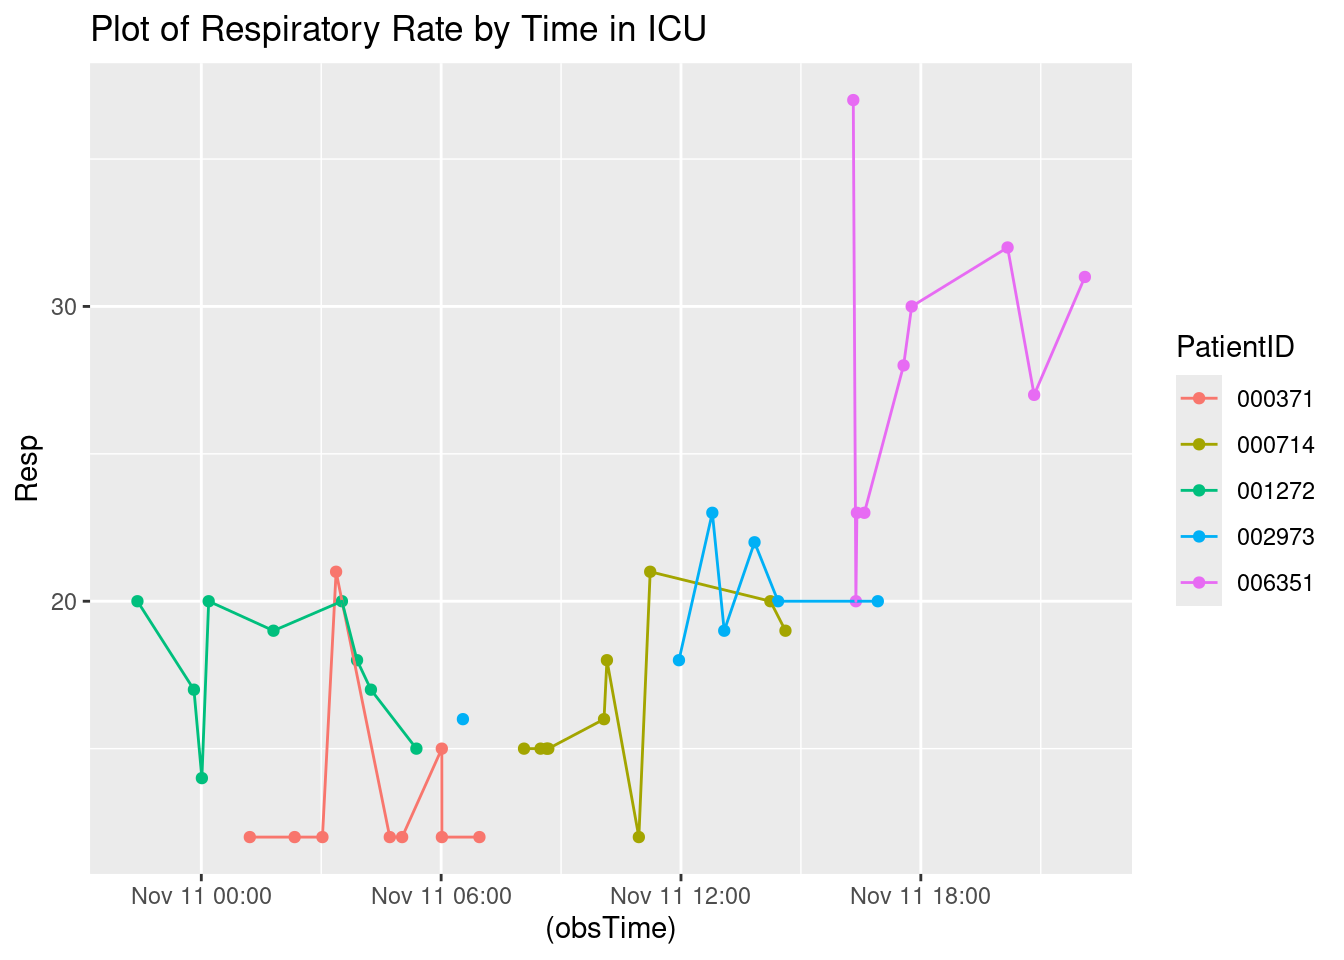 Plot of Respiratory Rate by Time in ICU
Resp
30
20
Nov 11 00:00
Nov 11 06:00
Nov 11 12:00
Nov 11 18:00
(obsTime)
PatientID
000371
000714
001272
002973
006351